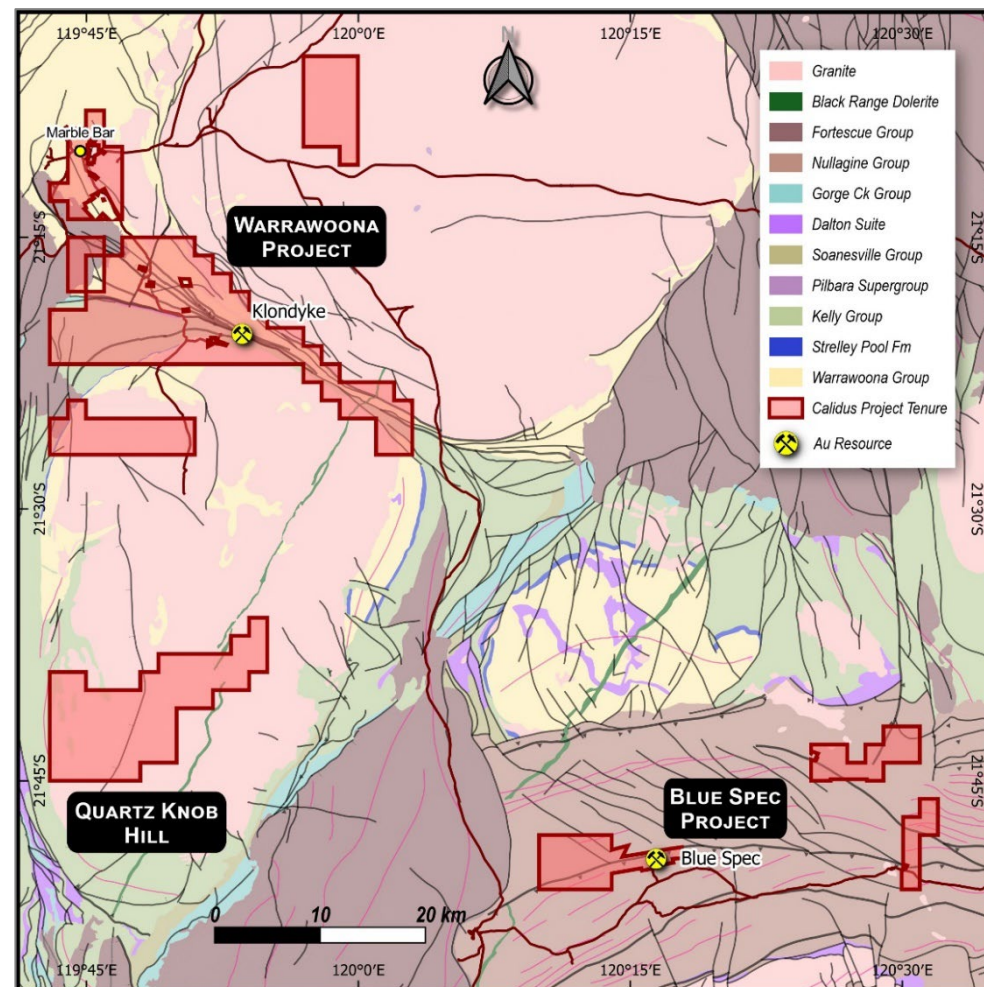 119°45'E
120°0'E
120°15'E
120°30'E
N
Granite
Black Range Dolerite
Fortescue Group
Nullagine Group
Gorge Ck Group
Dalton Suite
Soanesville Group
Pilbara Supergroup
Kelly Group
Strelley Pool Fm
Warrawoona Group
Calidus Project Tenure
Au Resource
Marble Bar
WARRAWOONA
PROJECT
21°15'S
21°15'S
Klondyke
21°30'S
21°30'S
21°45'S
21°45'S
QUARTZ KNOB
HILL
BLUE SPEC
PROJECT
Blue Spec
0 10 20 km
119°45'E
120°0'E
120°15'E
120°30'E